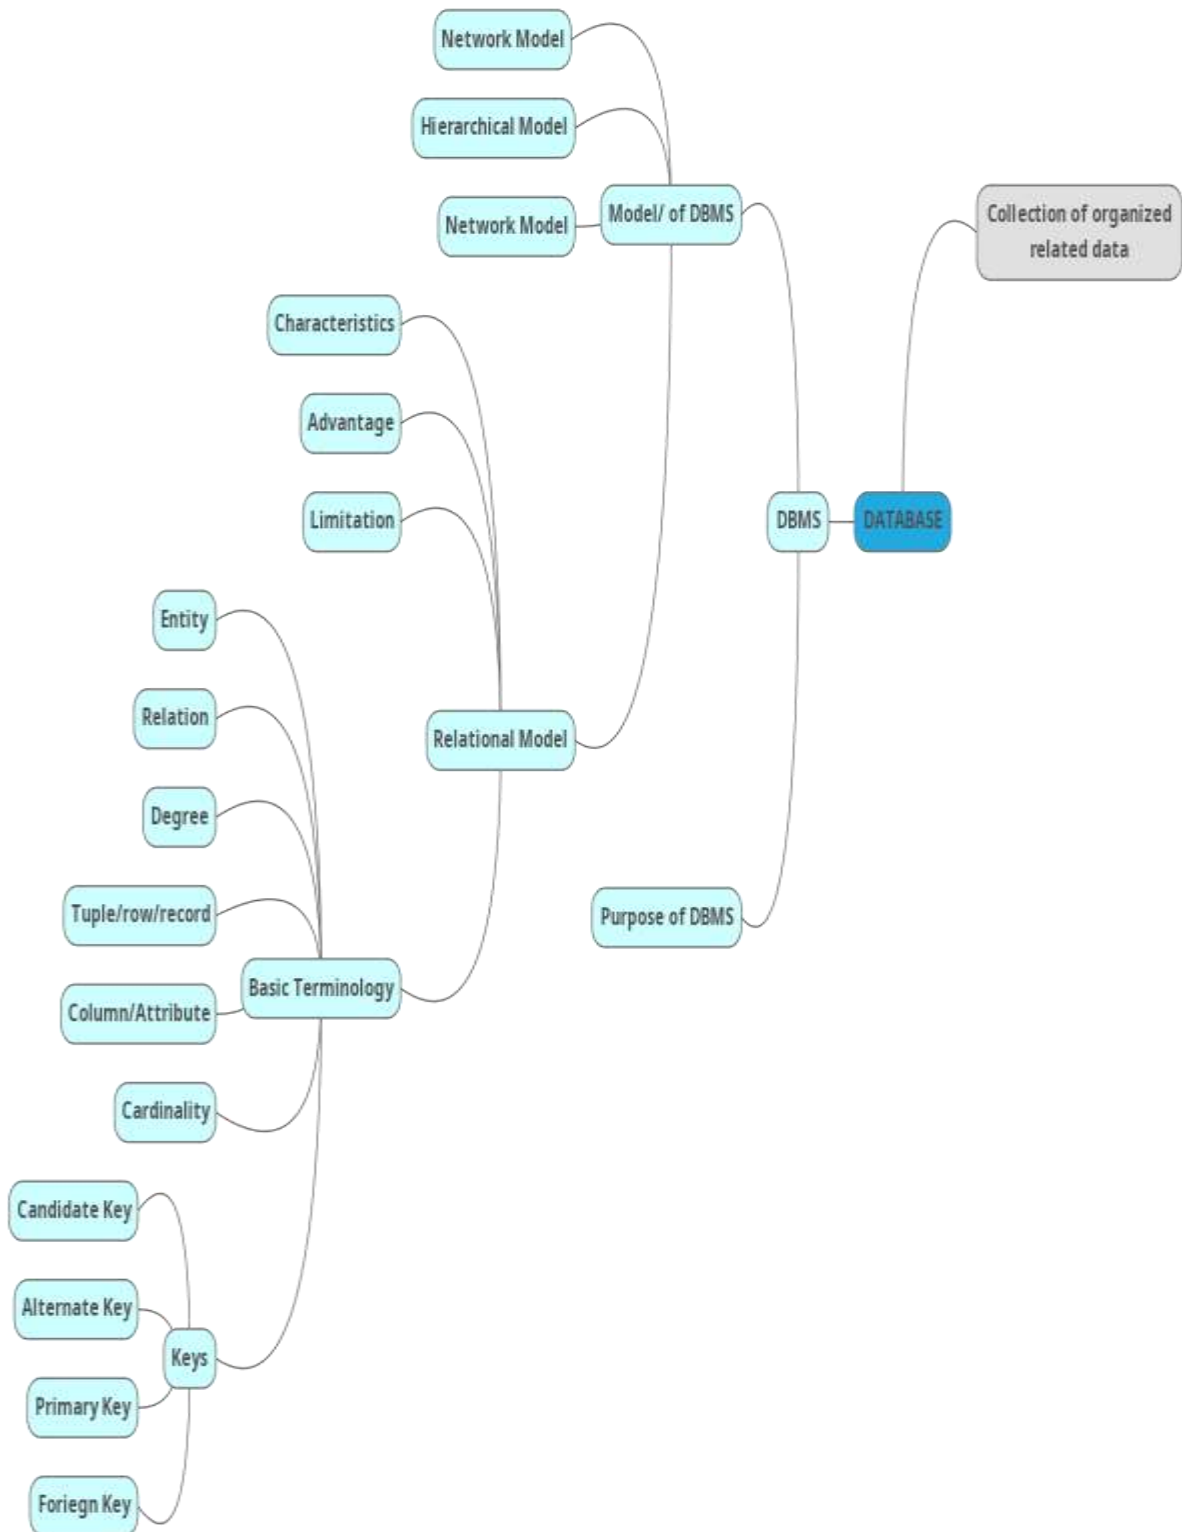 Network Model
Hierarchical Model
Network Model
Model/ of DBMS
Collection of organized
related data
Characteristics
Advantage
Limitation
DBMS
DATABASE
Entity
Relation
Degree
Tuple/row/record
Column/Attribute
Cardinality
Relational Model
Basic Terminology
Purpose of DBMS
Candidate Key
Alternate Key
Keys
Primary Key
Foriegn Key